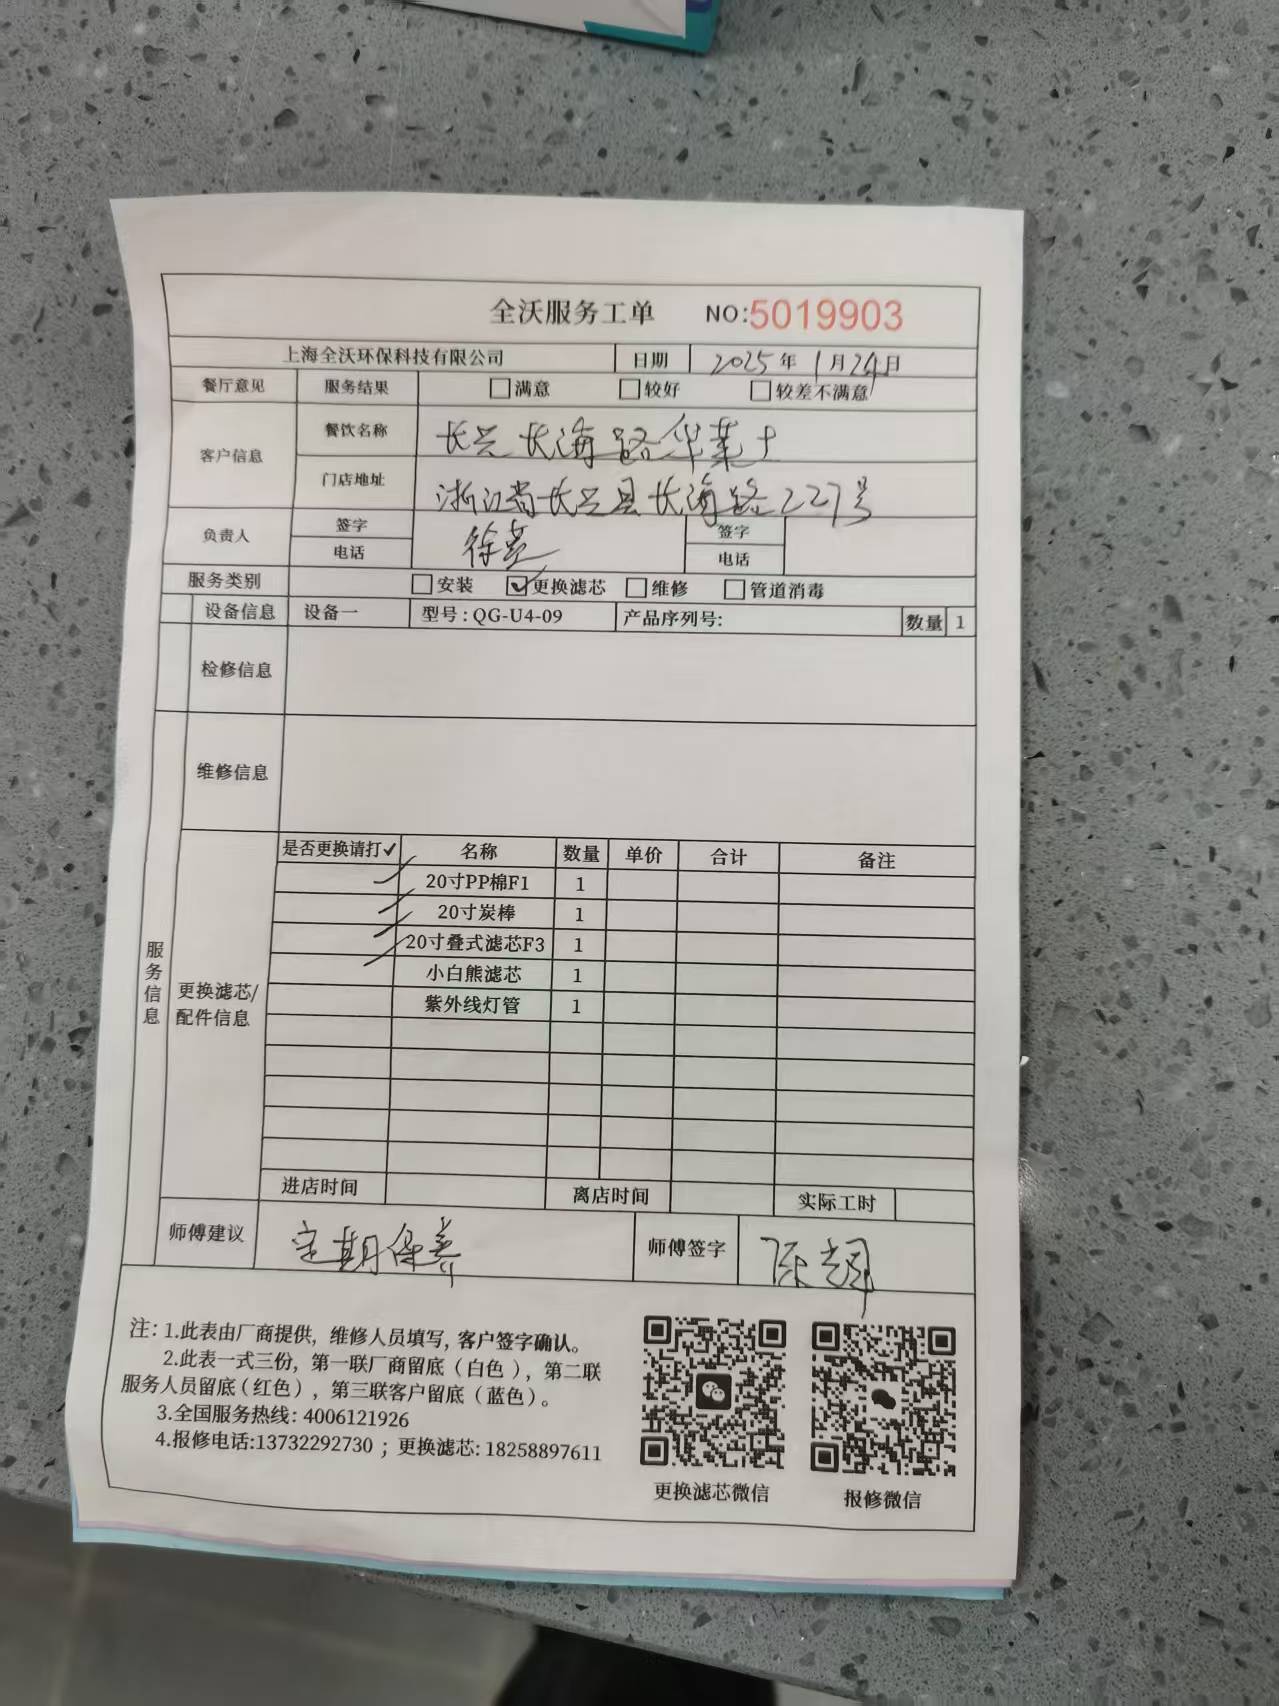 全沃服务工单 NO:5019903
上海全沃环保科技有限公司 日期 2025年1月24日
餐厅意见 服务结果 满意 较好 较差不满意
客户信息 餐饮名称 长兴长海路华莱士
门店地址 浙江省长兴县长海路227号
负责人 签字 签字
电话 电话
服务类别 安装 更换滤芯 维修 管道消毒
设备信息 设备一 型号:QG-U4-09 产品序列号: 数量 1
检修信息
维修信息
服务信息
更换滤芯/
配件信息
是否更换请打✓ 名称 数量 单价 合计 备注
20寸PP棉F1 1
20寸炭棒 1
20寸叠式滤芯F3 1
小白熊滤芯 1
紫外线灯管 1
进店时间 离店时间 实际工时
师傅建议 定期保养 师傅签字
注: 1.此表由厂商提供, 维修人员填写, 客户签字确认。
2.此表一式三份, 第一联厂商留底(白色), 第二联
服务人员留底(红色), 第三联客户留底(蓝色)。
3.全国服务热线: 4006121926
4.报修电话:13732292730 ; 更换滤芯: 18258897611
更换滤芯微信 报修微信